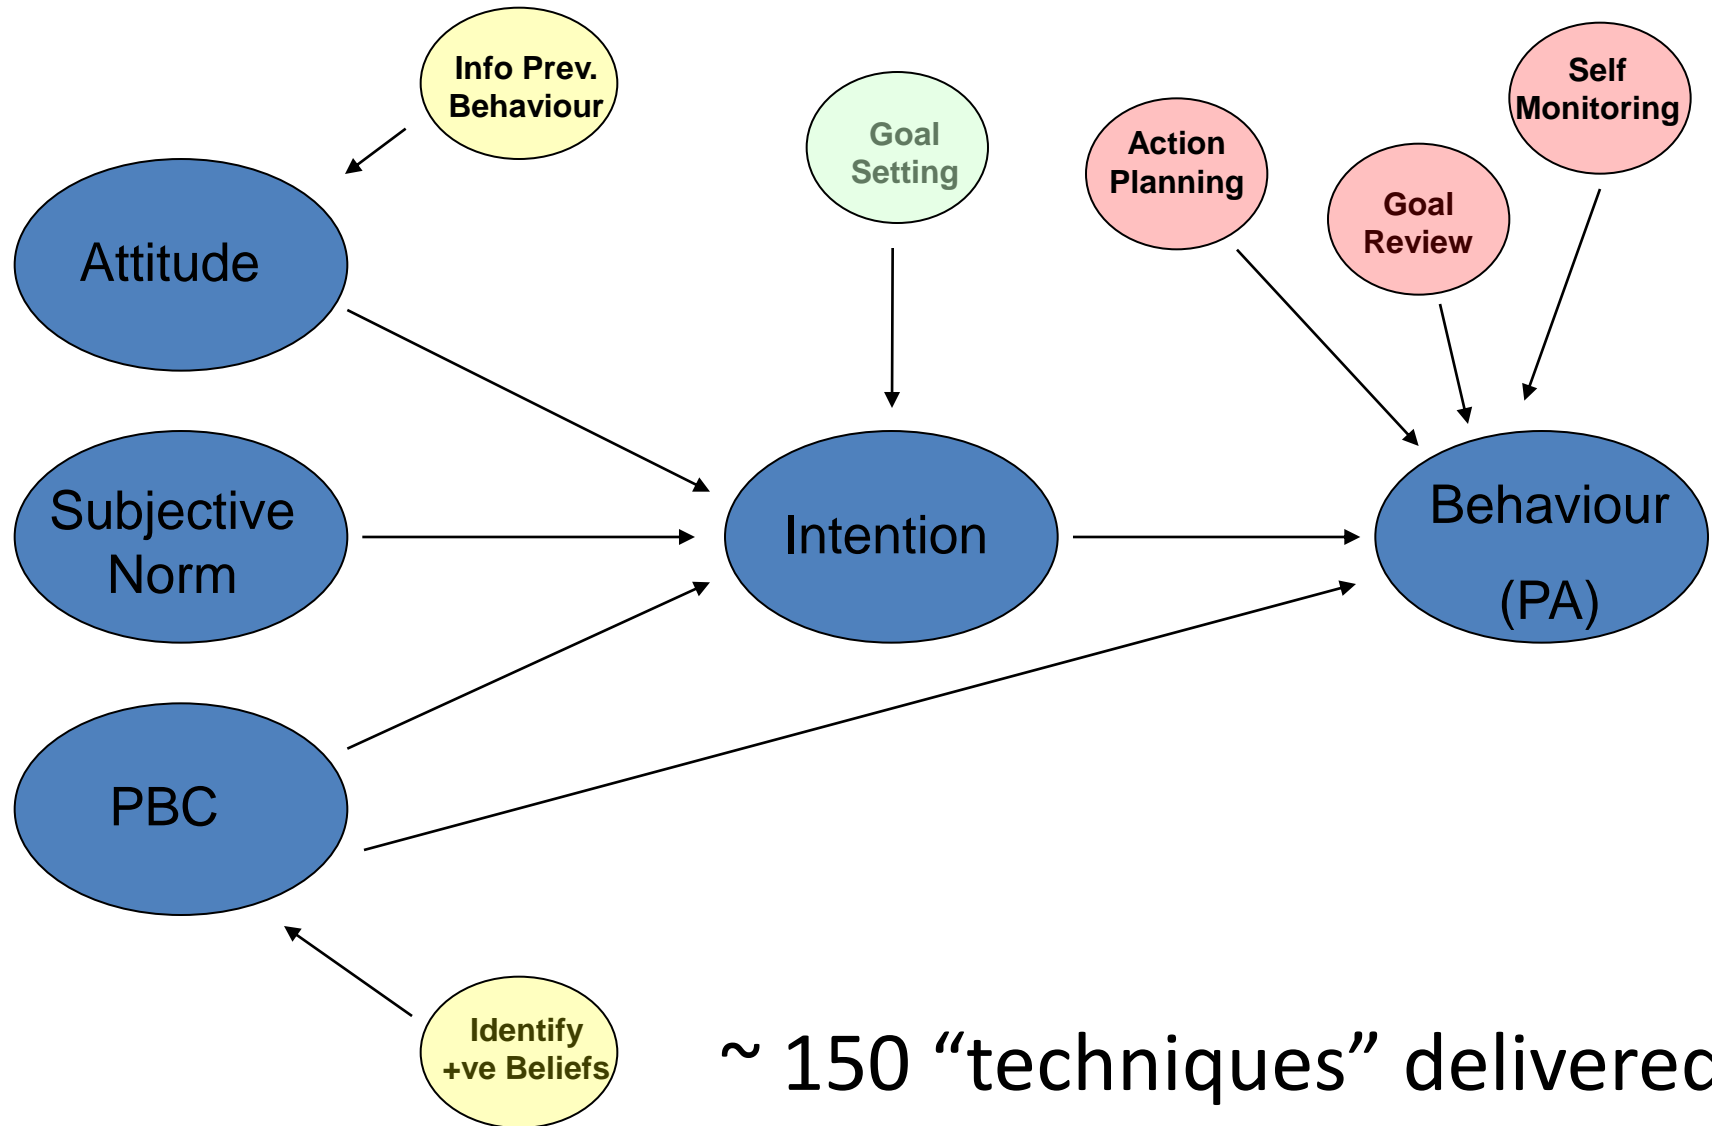 Info Prev.
Behaviour
Goal
Setting
Action
Planning
Goal
Review
Self
Monitoring
Attitude
Subjective
Norm
PBC
Intention
Behaviour
(PA)
Identify
+ve Beliefs
~ 150 “techniques” delivered